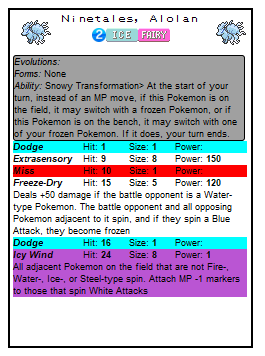 Ninetales, Alolan
2 ICE FAIRY
Evolutions:
Forms: None
Ability: Snowy Transformation> At the start of your
turn, instead of an MP move, if this Pokemon is on
the field, it may switch with a frozen Pokemon, or if
this Pokemon is on the bench, it may switch with one
of your frozen Pokemon. If it does, your turn ends.
Dodge Hit: 1 Size: 1 Power:
Extrasensory Hit: 9 Size: 8 Power: 150
Miss Hit: 10 Size: 1 Power:
Freeze-Dry Hit: 15 Size: 5 Power: 120
Deals +50 damage if the battle opponent is a Water-
type Pokemon. The battle opponent and all opposing
Pokemon adjacent to it spin, and if they spin a Blue
Attack, they become frozen
Dodge Hit: 16 Size: 1 Power:
Icy Wind Hit: 24 Size: 8 Power: 1
All adjacent Pokemon on the field that are not Fire-,
Water-, Ice-, or Steel-type spin. Attach MP -1 markers
to those that spin White Attacks